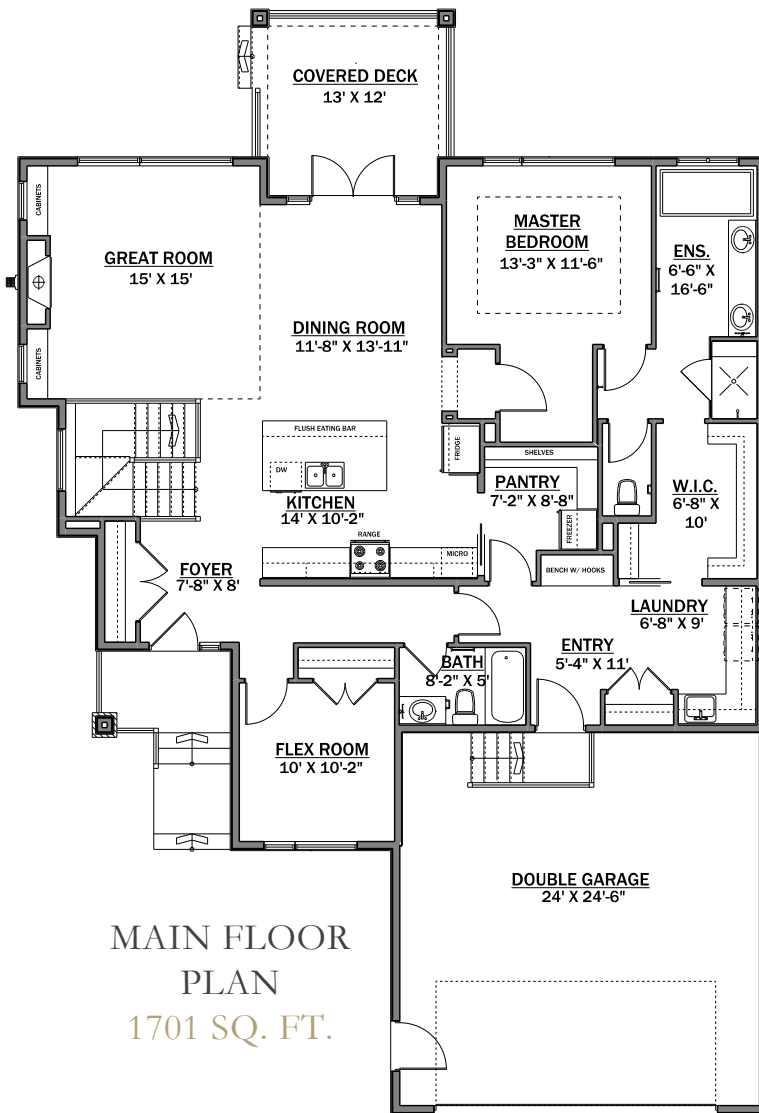 COVERED DECK
13' X 12'
CABINETS
GREAT ROOM
15' X 15'
CABINETS
MASTER
BEDROOM
13'-3" X 11'-6"
ENS.
6'-6" X
16'-6"
DINING ROOM
11'-8" X 13'-11"
FLUSH EATING BAR
DW
KITCHEN
14' X 10'-2"
FRIDGE
SHELVES
PANTRY
7'-2" X 8'-8"
FREEZER
W.I.C.
6'-8" X
10'
RANGE
MICRO
FOYER
7'-8" X 8'
BENCH W/ HOOKS
LAUNDRY
6'-8" X 9'
ENTRY
5'-4" X 11'
BATH
8'-2" X 5'
FLEX ROOM
10' X 10'-2"
DOUBLE GARAGE
24' X 24'-6"
MAIN FLOOR
PLAN
1701 SQ. FT.